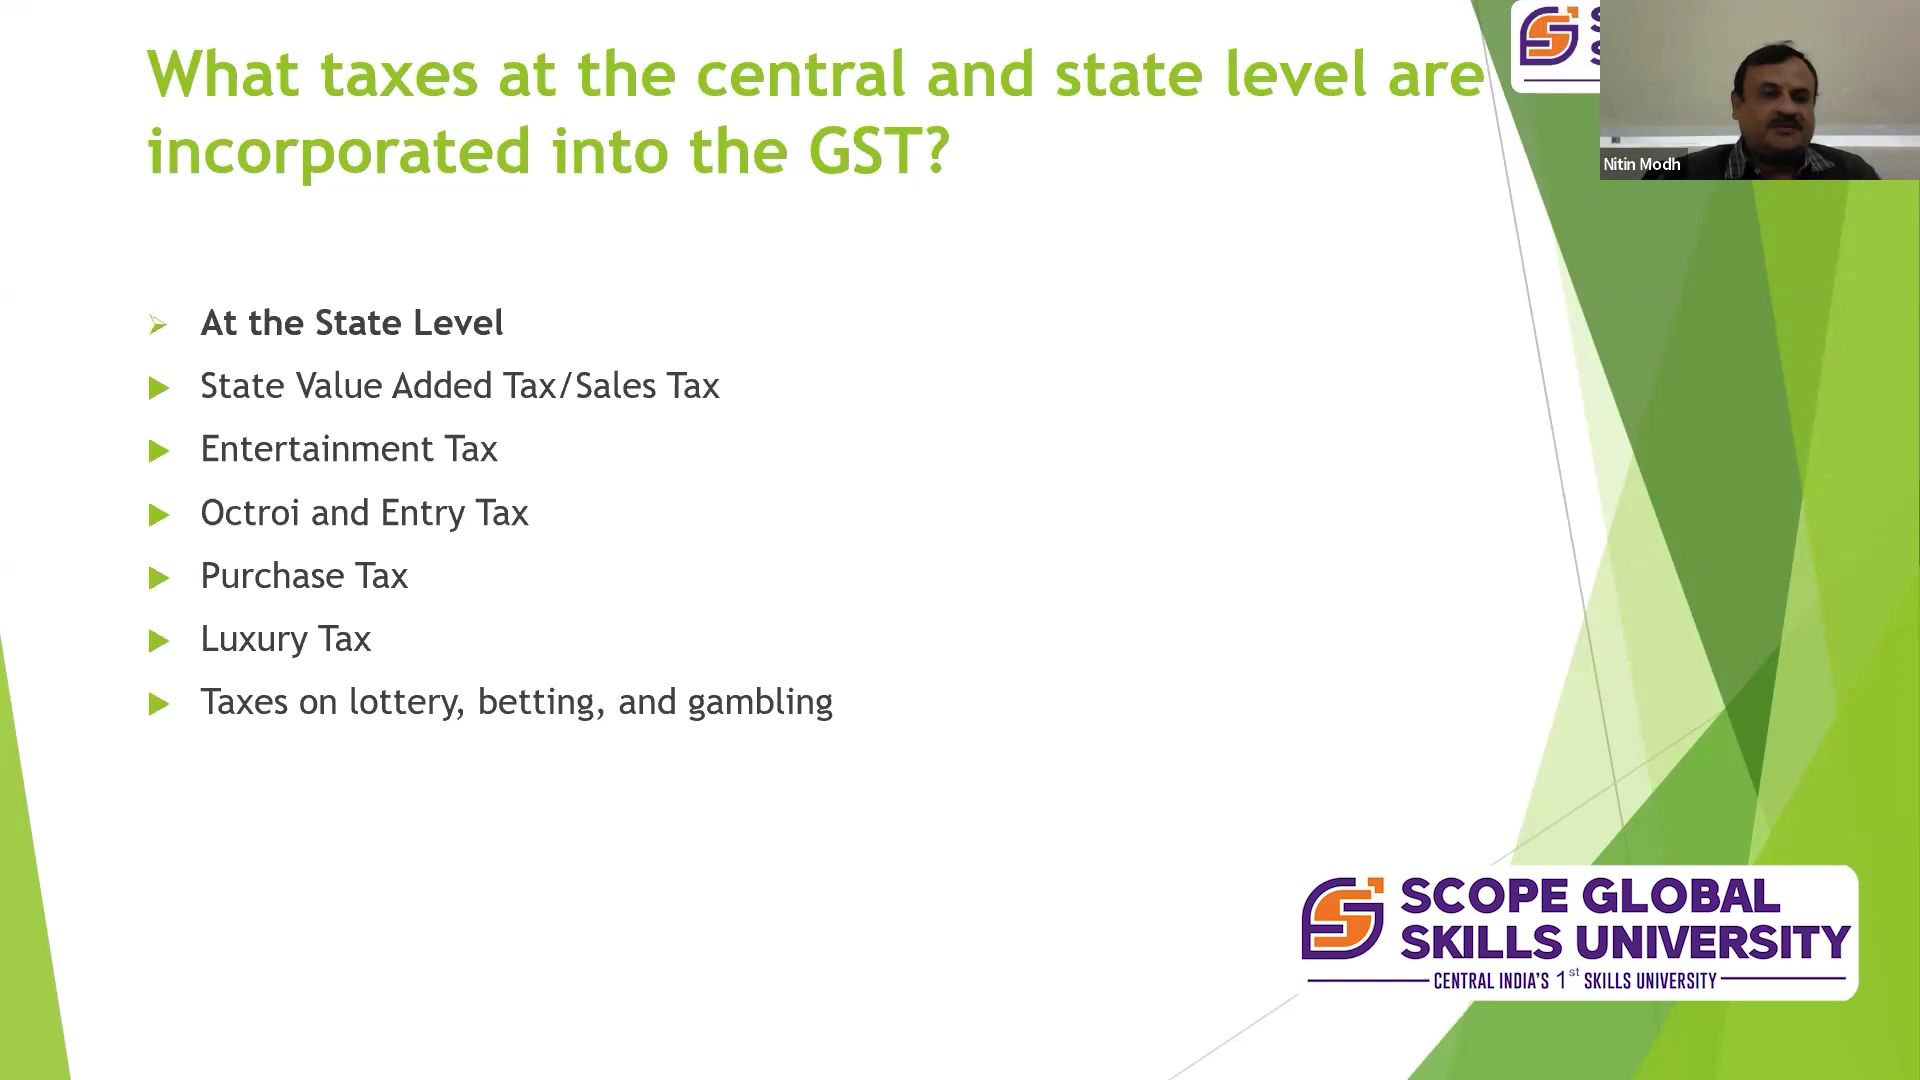 What taxes at the central and state level are
incorporated into the GST?
At the State Level
State Value Added Tax/Sales Tax
Entertainment Tax
Octroi and Entry Tax
Purchase Tax
Luxury Tax
Taxes on lottery, betting, and gambling
Nitin Modh
SCOPE GLOBAL
SKILLS UNIVERSITY
CENTRAL INDIA'S 1st SKILLS UNIVERSITY